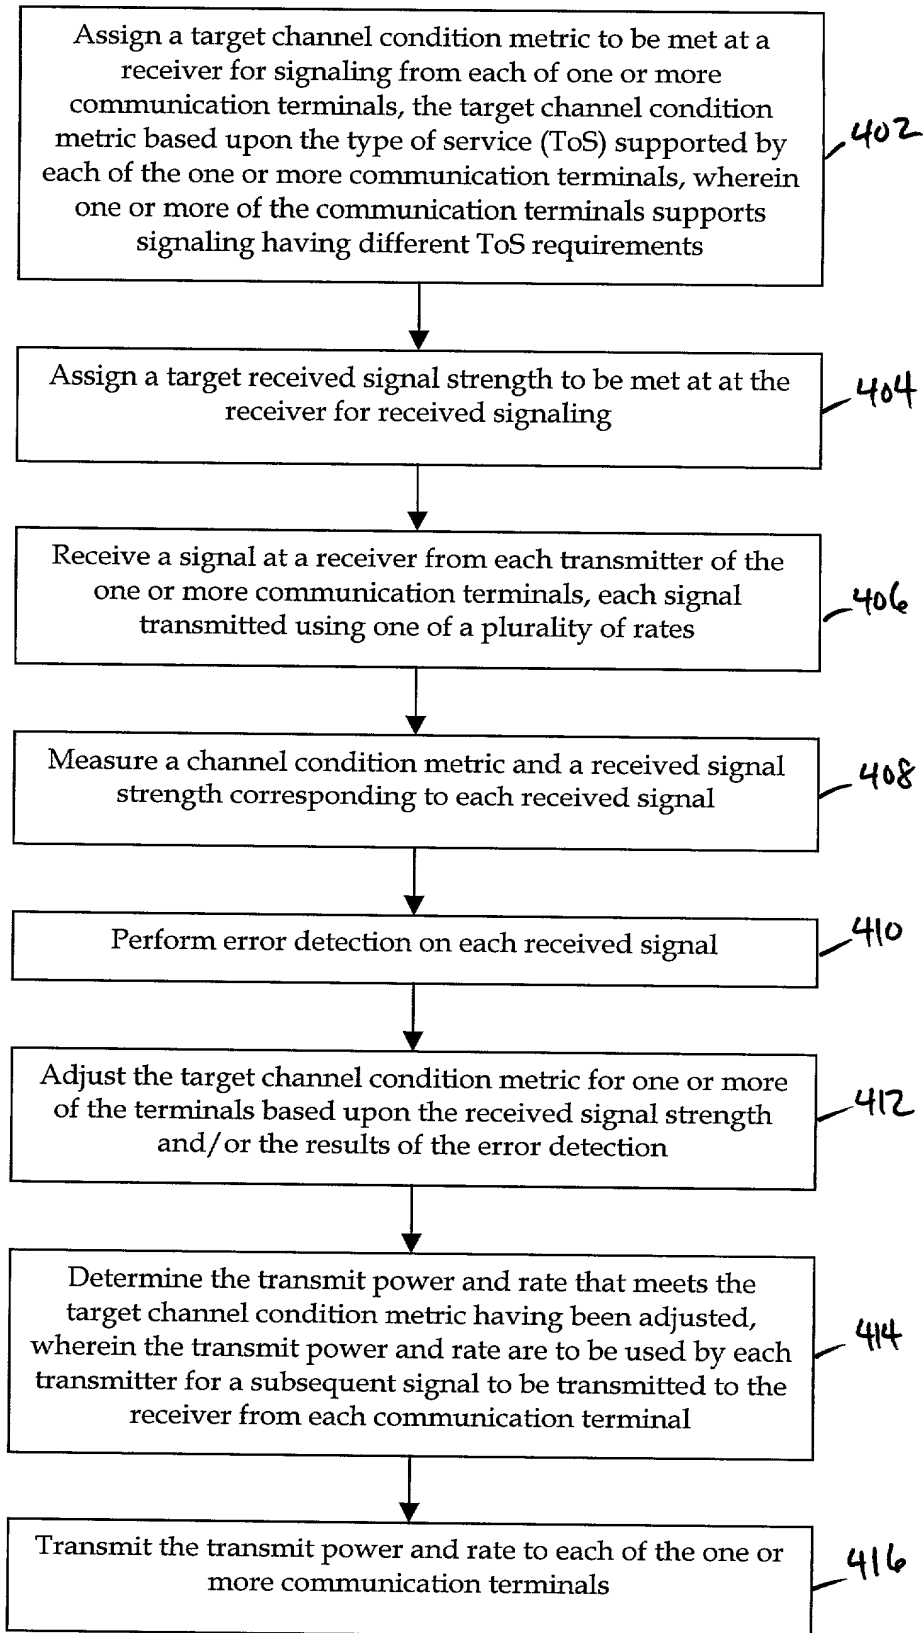 Assign a target channel condition metric to be met at a
receiver for signaling from each of one or more
communication terminals, the target channel condition
metric based upon the type of service (ToS) supported by
each of the one or more communication terminals, wherein
one or more of the communication terminals supports
signaling having different ToS requirements
402
Assign a target received signal strength to be met at at the
receiver for received signaling
404
Receive a signal at a receiver from each transmitter of the
one or more communication terminals, each signal
transmitted using one of a plurality of rates
406
Measure a channel condition metric and a received signal
strength corresponding to each received signal
408
Perform error detection on each received signal
410
Adjust the target channel condition metric for one or more
of the terminals based upon the received signal strength
and/or the results of the error detection
412
Determine the transmit power and rate that meets the
target channel condition metric having been adjusted,
wherein the transmit power and rate are to be used by each
transmitter for a subsequent signal to be transmitted to the
receiver from each communication terminal
414
Transmit the transmit power and rate to each of the one or
more communication terminals
416